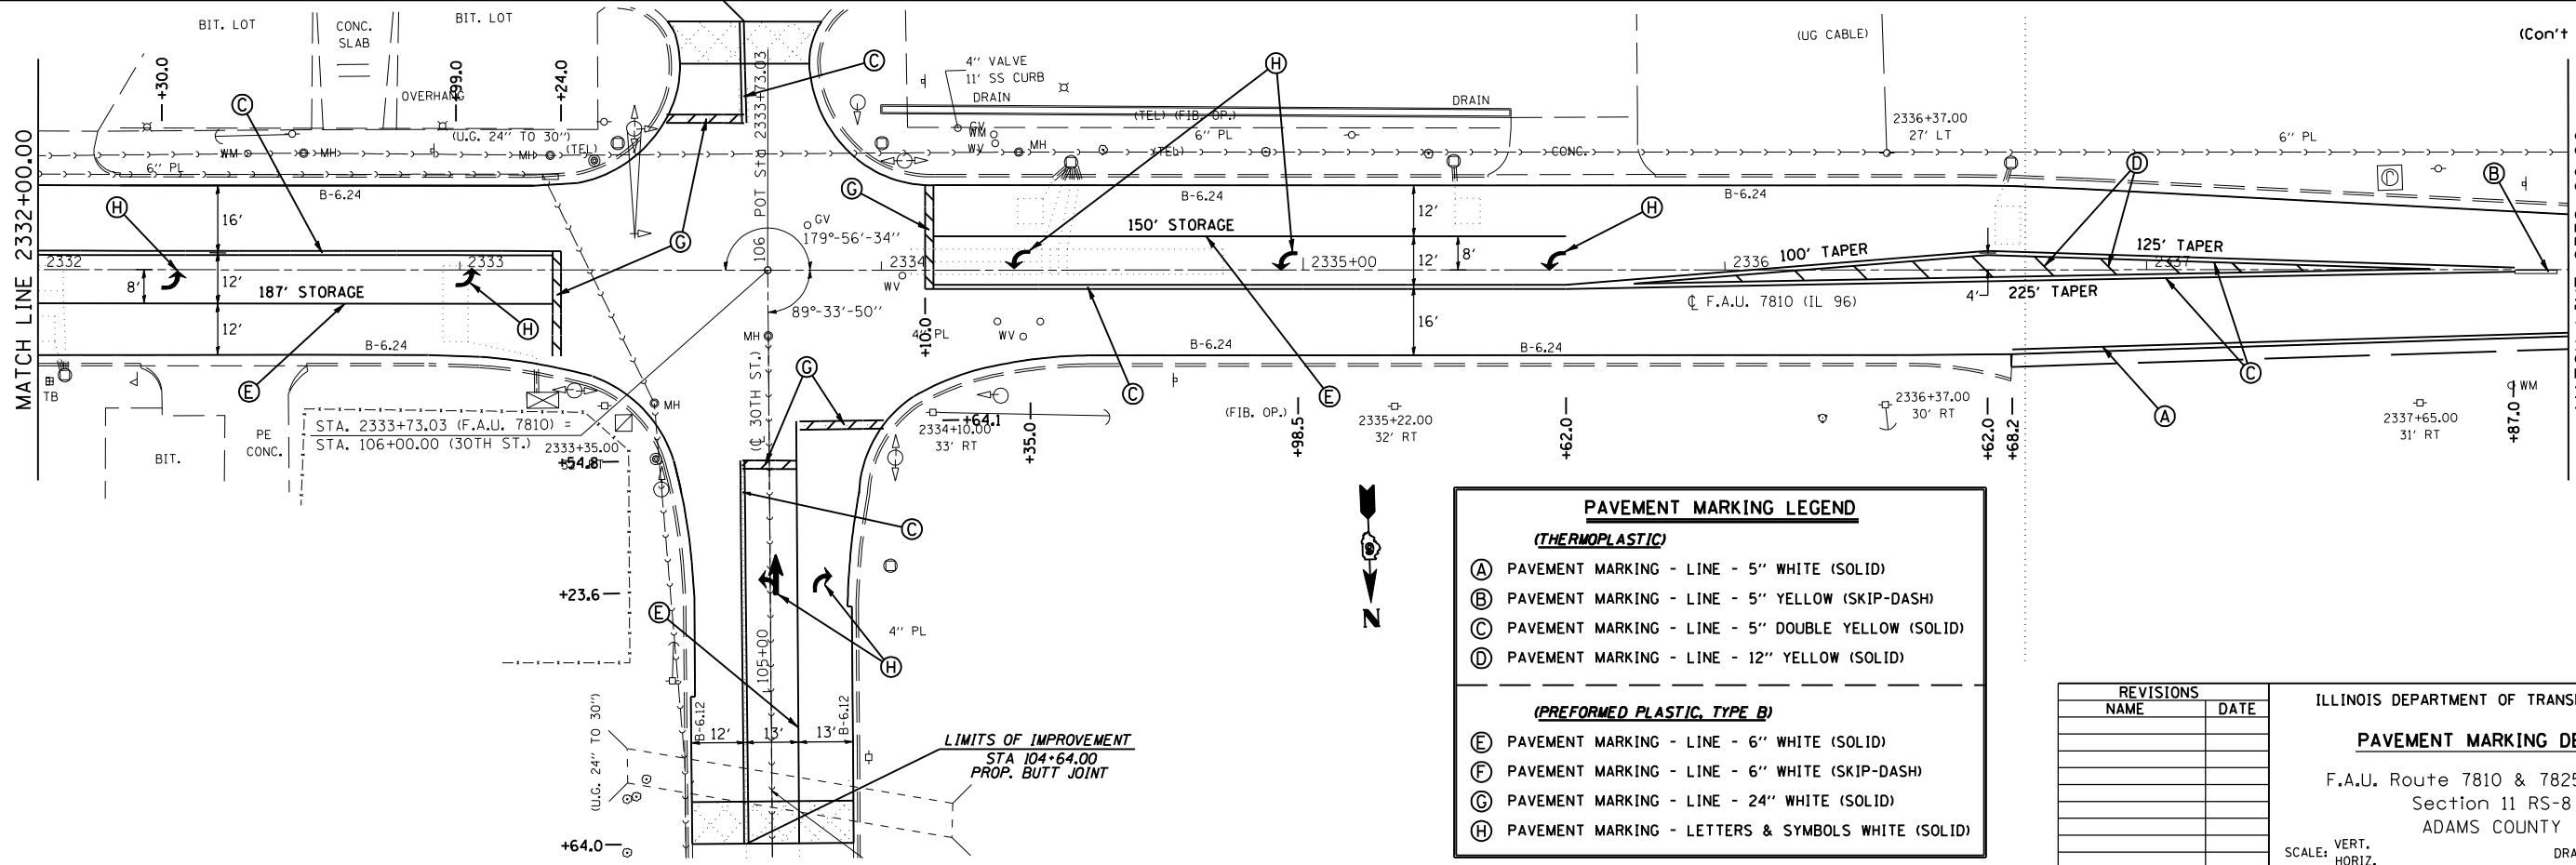 BIT. LOT
CONC.
SLAB
BIT. LOT
+30.0
+99.0
+24.0
OVERHANG
(U.G. 24'' TO 30'')
(TEL)
C
WM
MH
MH
6'' PL
B-6.24
MATCH LINE 2332+00.00
H
16'
2332
2333
8'
12'
187' STORAGE
12'
B-6.24
G
H
E
TB
BIT.
PE
CONC.
STA. 2333+73.03 (F.A.U. 7810) =
STA. 106+00.00 (30TH ST.)
2333+35.00
+54.8
MH
106 POT Sta 2333+73.03
C
G
GV
179°-56'-34''
2334
WV
89°-33'-50''
MH
(℄ 30TH ST.)
4'' PL
+10.0
WV
4'' VALVE
11' SS CURB
DRAIN
DRAIN
H
GV
WM
WV
MH
(TEL) (FIB. OP.)
6'' PL
(TEL)
CONC.
G
B-6.24
150' STORAGE
12'
12'
8'
16'
2335+00
H
B-6.24
B-6.24
B-6.24
C
E
(UG CABLE)
2336+37.00
27' LT
6'' PL
(Con't
D
B
100' TAPER
2336
125' TAPER
2337
4'
225' TAPER
℄ F.A.U. 7810 (IL 96)
C
A
G
2334+10.00
33' RT
+64.1
+35.0
(FIB. OP.)
+98.5
2335+22.00
32' RT
+62.0
2336+37.00
30' RT
+62.0
+68.2
2337+65.00
31' RT
WM
+87.0
C
+23.6
E
H
4'' PL
105+00
B-6.12
B-6.12
12'
13'
13'
(U.G. 24'' TO 30'')
LIMITS OF IMPROVEMENT
STA 104+64.00
PROP. BUTT JOINT
+64.0
N
PAVEMENT MARKING LEGEND
(THERMOPLASTIC)
A PAVEMENT MARKING - LINE - 5'' WHITE (SOLID)
B PAVEMENT MARKING - LINE - 5'' YELLOW (SKIP-DASH)
C PAVEMENT MARKING - LINE - 5'' DOUBLE YELLOW (SOLID)
D PAVEMENT MARKING - LINE - 12'' YELLOW (SOLID)
(PREFORMED PLASTIC, TYPE B)
E PAVEMENT MARKING - LINE - 6'' WHITE (SOLID)
F PAVEMENT MARKING - LINE - 6'' WHITE (SKIP-DASH)
G PAVEMENT MARKING - LINE - 24'' WHITE (SOLID)
H PAVEMENT MARKING - LETTERS & SYMBOLS WHITE (SOLID)
REVISIONS
NAME DATE
ILLINOIS DEPARTMENT OF TRANS
PAVEMENT MARKING DE
F.A.U. Route 7810 & 7825
Section 11 RS-8
ADAMS COUNTY
SCALE: VERT.
HORIZ.
DRA